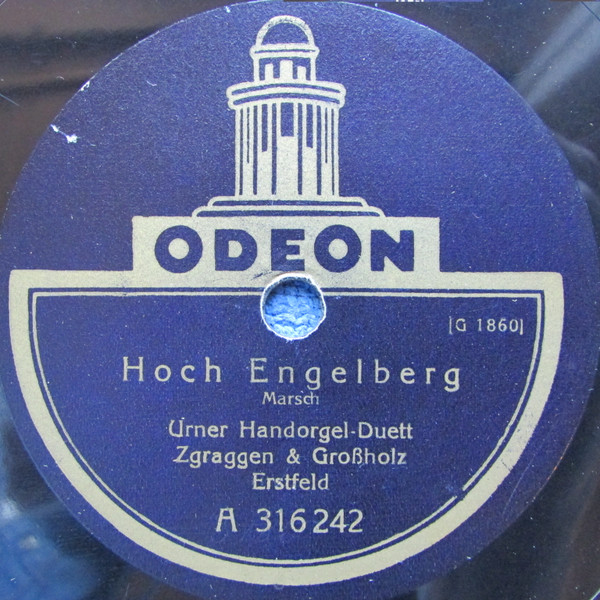 ODEON
[G 1860]
Hoch Engelberg
Marsch
Urner Handorgel-Duett
Zgraggen & Großholz
Erstfeld
A 316242